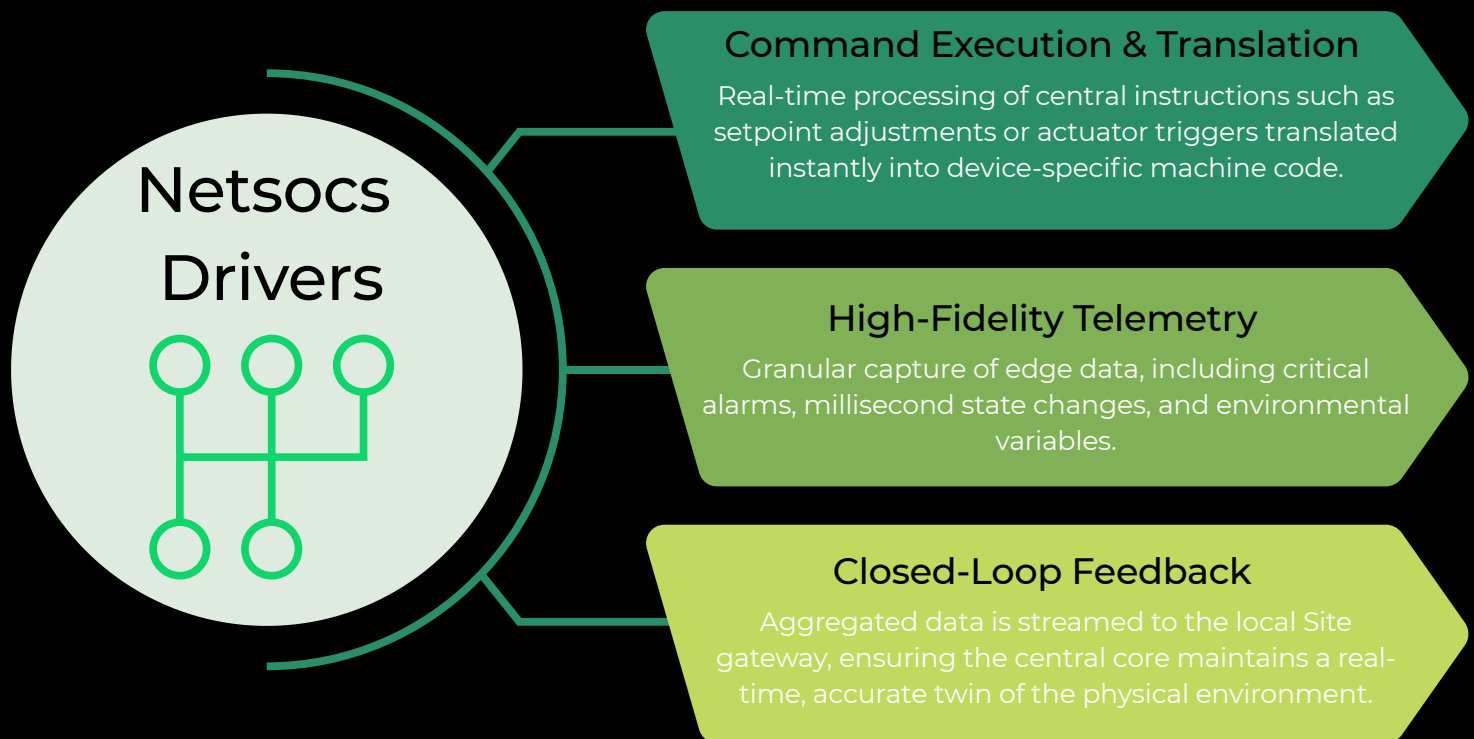 Netsocs
Drivers
Command Execution & Translation
Real-time processing of central instructions such as
setpoint adjustments or actuator triggers translated
instantly into device-specific machine code.
High-Fidelity Telemetry
Granular capture of edge data, including critical
alarms, millisecond state changes, and environmental
variables.
Closed-Loop Feedback
Aggregated data is streamed to the local Site
gateway, ensuring the central core maintains a real-
time, accurate twin of the physical environment.